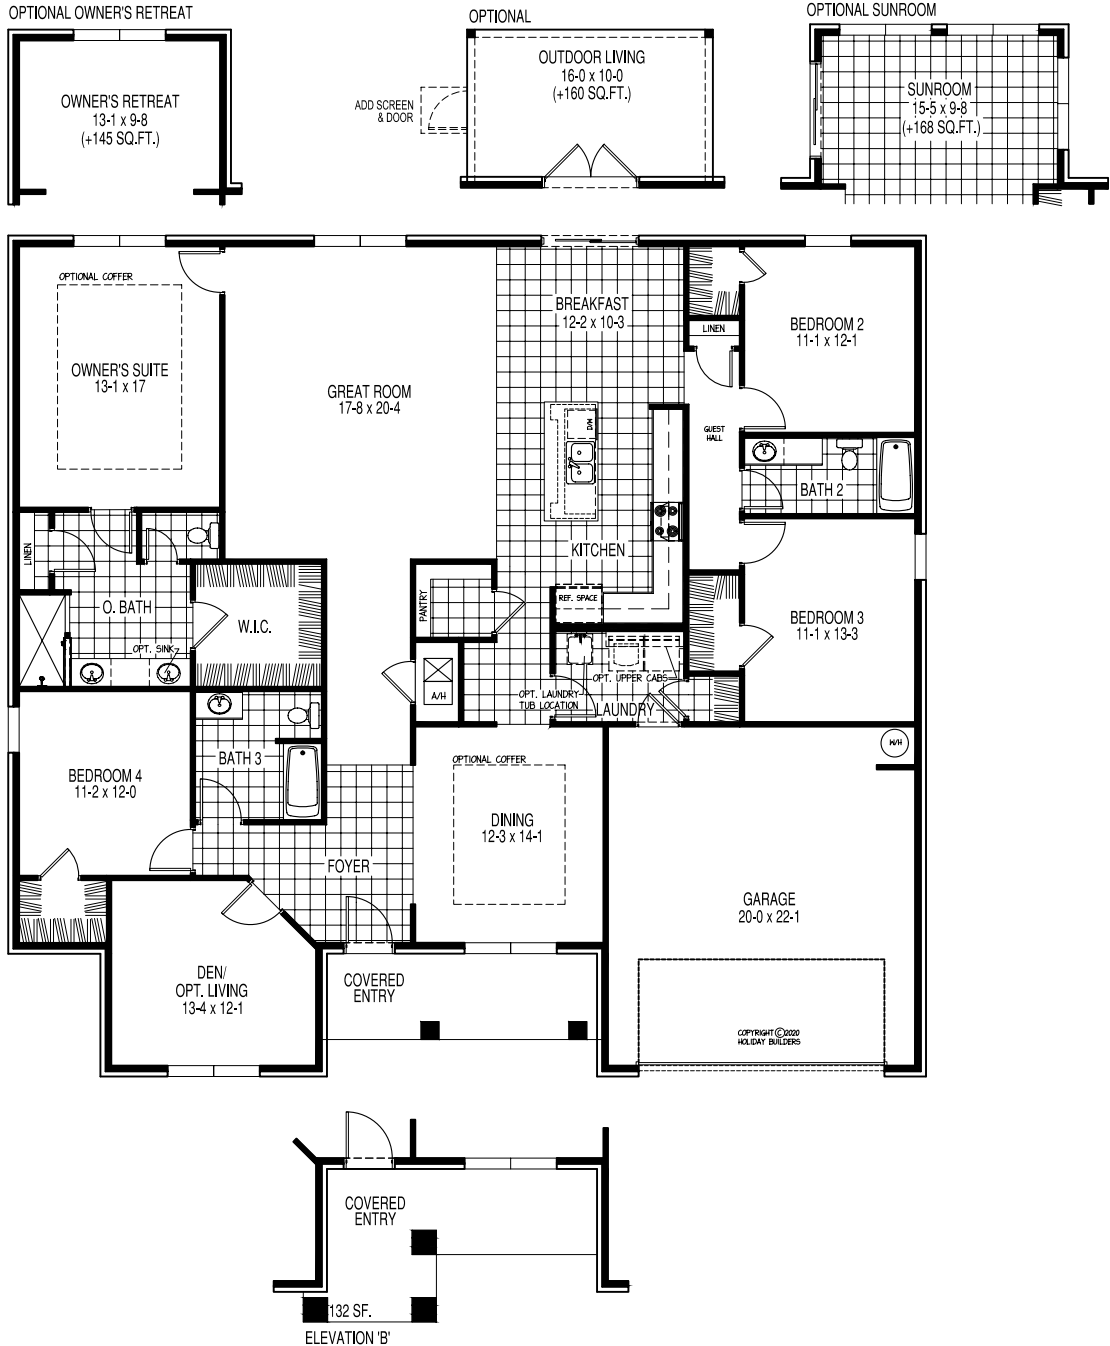 OPTIONAL OWNER'S RETREAT
OWNER'S RETREAT
13-1 x 9-8
(+145 SQ.FT.)
OPTIONAL
OUTDOOR LIVING
16-0 x 10-0
(+160 SQ.FT.)
ADD SCREEN
& DOOR
OPTIONAL SUNROOM
SUNROOM
15-5 x 9-8
(+168 SQ.FT.)
OPTIONAL COFFER
OWNER'S SUITE
13-1 x 17
GREAT ROOM
17-8 x 20-4
BREAKFAST
12-2 x 10-3
LINEN
BEDROOM 2
11-1 x 12-1
D/W
GUEST
HALL
BATH 2
KITCHEN
LINEN
O. BATH
OPT. SINK
W.I.C.
PANTRY
REF. SPACE
BEDROOM 3
11-1 x 13-3
A/H
OPT. UPPER CABS
OPT. LAUNDRY
TUB LOCATION
LAUNDRY
W/H
BATH 3
BEDROOM 4
11-2 x 12-0
OPTIONAL COFFER
DINING
12-3 x 14-1
FOYER
GARAGE
20-0 x 22-1
DEN/
OPT. LIVING
13-4 x 12-1
COVERED
ENTRY
COPYRIGHT ©2020
HOLIDAY BUILDERS
COVERED
ENTRY
132 SF.
ELEVATION 'B'